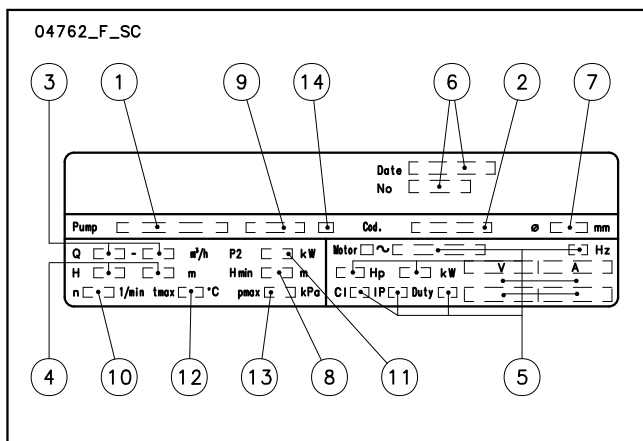 04762_F_SC
3 1 9 14 6 2 7
Date
No
Pump Cod. ø mm
Q - m³/h P2 kW Motor ~ Hz
H m Hmin m Hp kW V A
n 1/min tmax °C pmax kPa Cl IP Duty
4 10 12 13 8 11 5